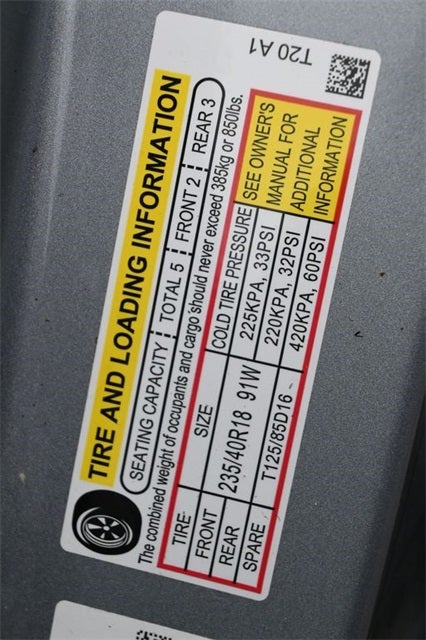 T20 A1
TIRE AND LOADING INFORMATION
SEATING CAPACITY TOTAL 5 FRONT 2 REAR 3
The combined weight of occupants and cargo should never exceed 385kg or 850lbs.
TIRE SIZE COLD TIRE PRESSURE SEE OWNER'S
FRONT 235/40R18 91W 225KPA, 33PSI MANUAL FOR
REAR 220KPA, 32PSI ADDITIONAL
SPARE T125/85D16 420KPA, 60PSI INFORMATION